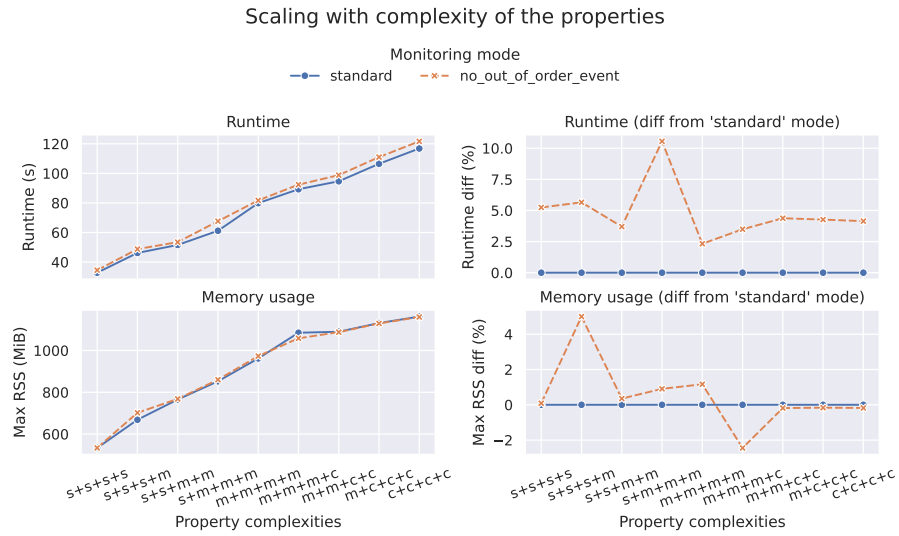 Scaling with complexity of the properties
Monitoring mode
standard no_out_of_order_event
Runtime
Runtime (s)
120
100
80
60
40
Runtime (diff from 'standard' mode)
Runtime diff (%)
10.0
7.5
5.0
2.5
0.0
Memory usage
Max RSS (MiB)
1000
800
600
s+s+s+s
s+s+s+m
s+s+m+m
s+m+m+m
m+m+m+m
m+m+m+c
m+m+c+c
m+c+c+c
c+c+c+c
Property complexities
Memory usage (diff from 'standard' mode)
Max RSS diff (%)
4
2
0
−2
s+s+s+s
s+s+s+m
s+s+m+m
s+m+m+m
m+m+m+m
m+m+m+c
m+m+c+c
m+c+c+c
c+c+c+c
Property complexities